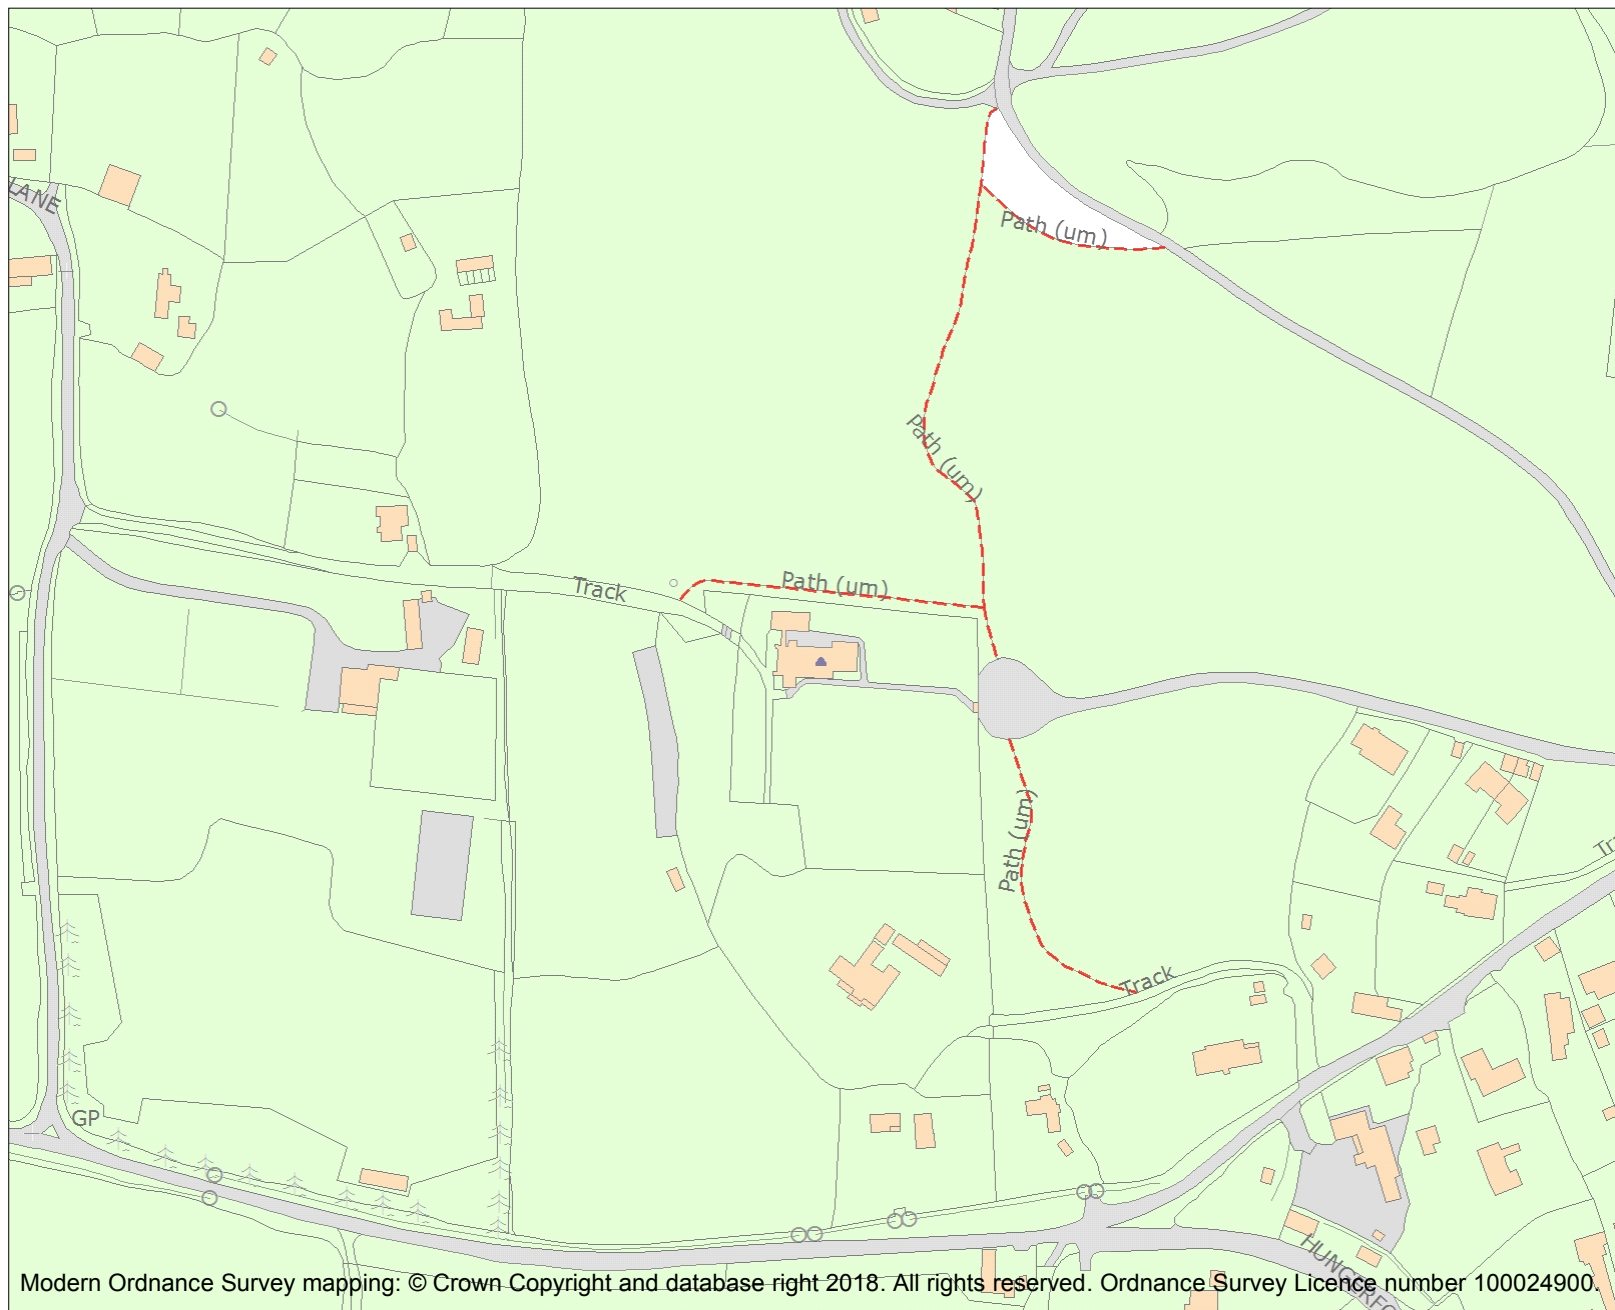 LANE
Path (um)
Path (um)
Track
Path (um)
Path (um)
Track
GP
Modern Ordnance Survey mapping: © Crown Copyright and database right 2018. All rights reserved. Ordnance Survey Licence number 100024900.